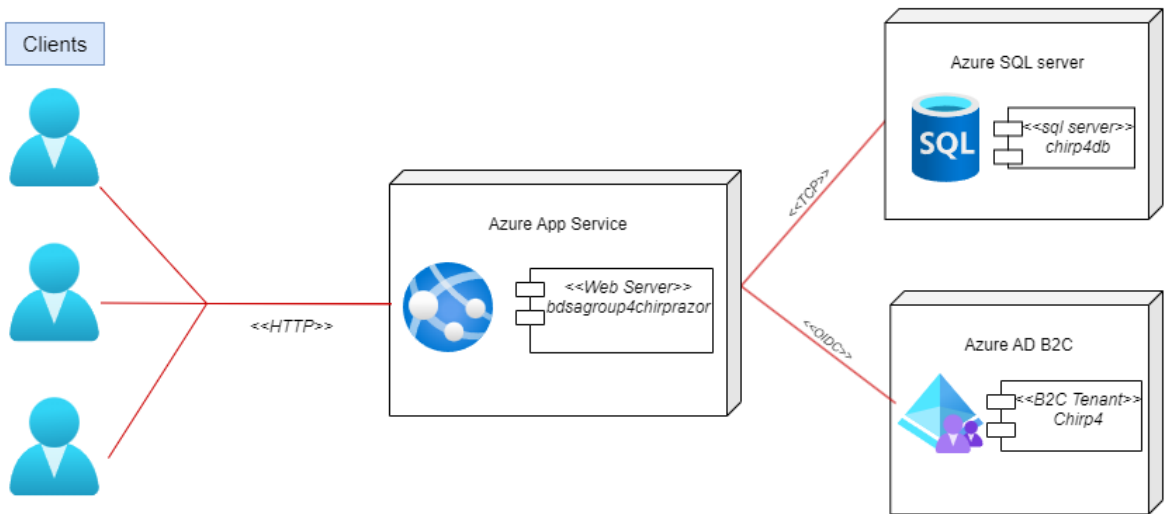 Clients
<<HTTP>>
Azure App Service
<<Web Server>>
bdsagroup4chirprazor
<<TCP>>
<<OIDC>>
Azure SQL server
SQL
<<sql server>>
chirp4db
Azure AD B2C
<<B2C Tenant>>
Chirp4